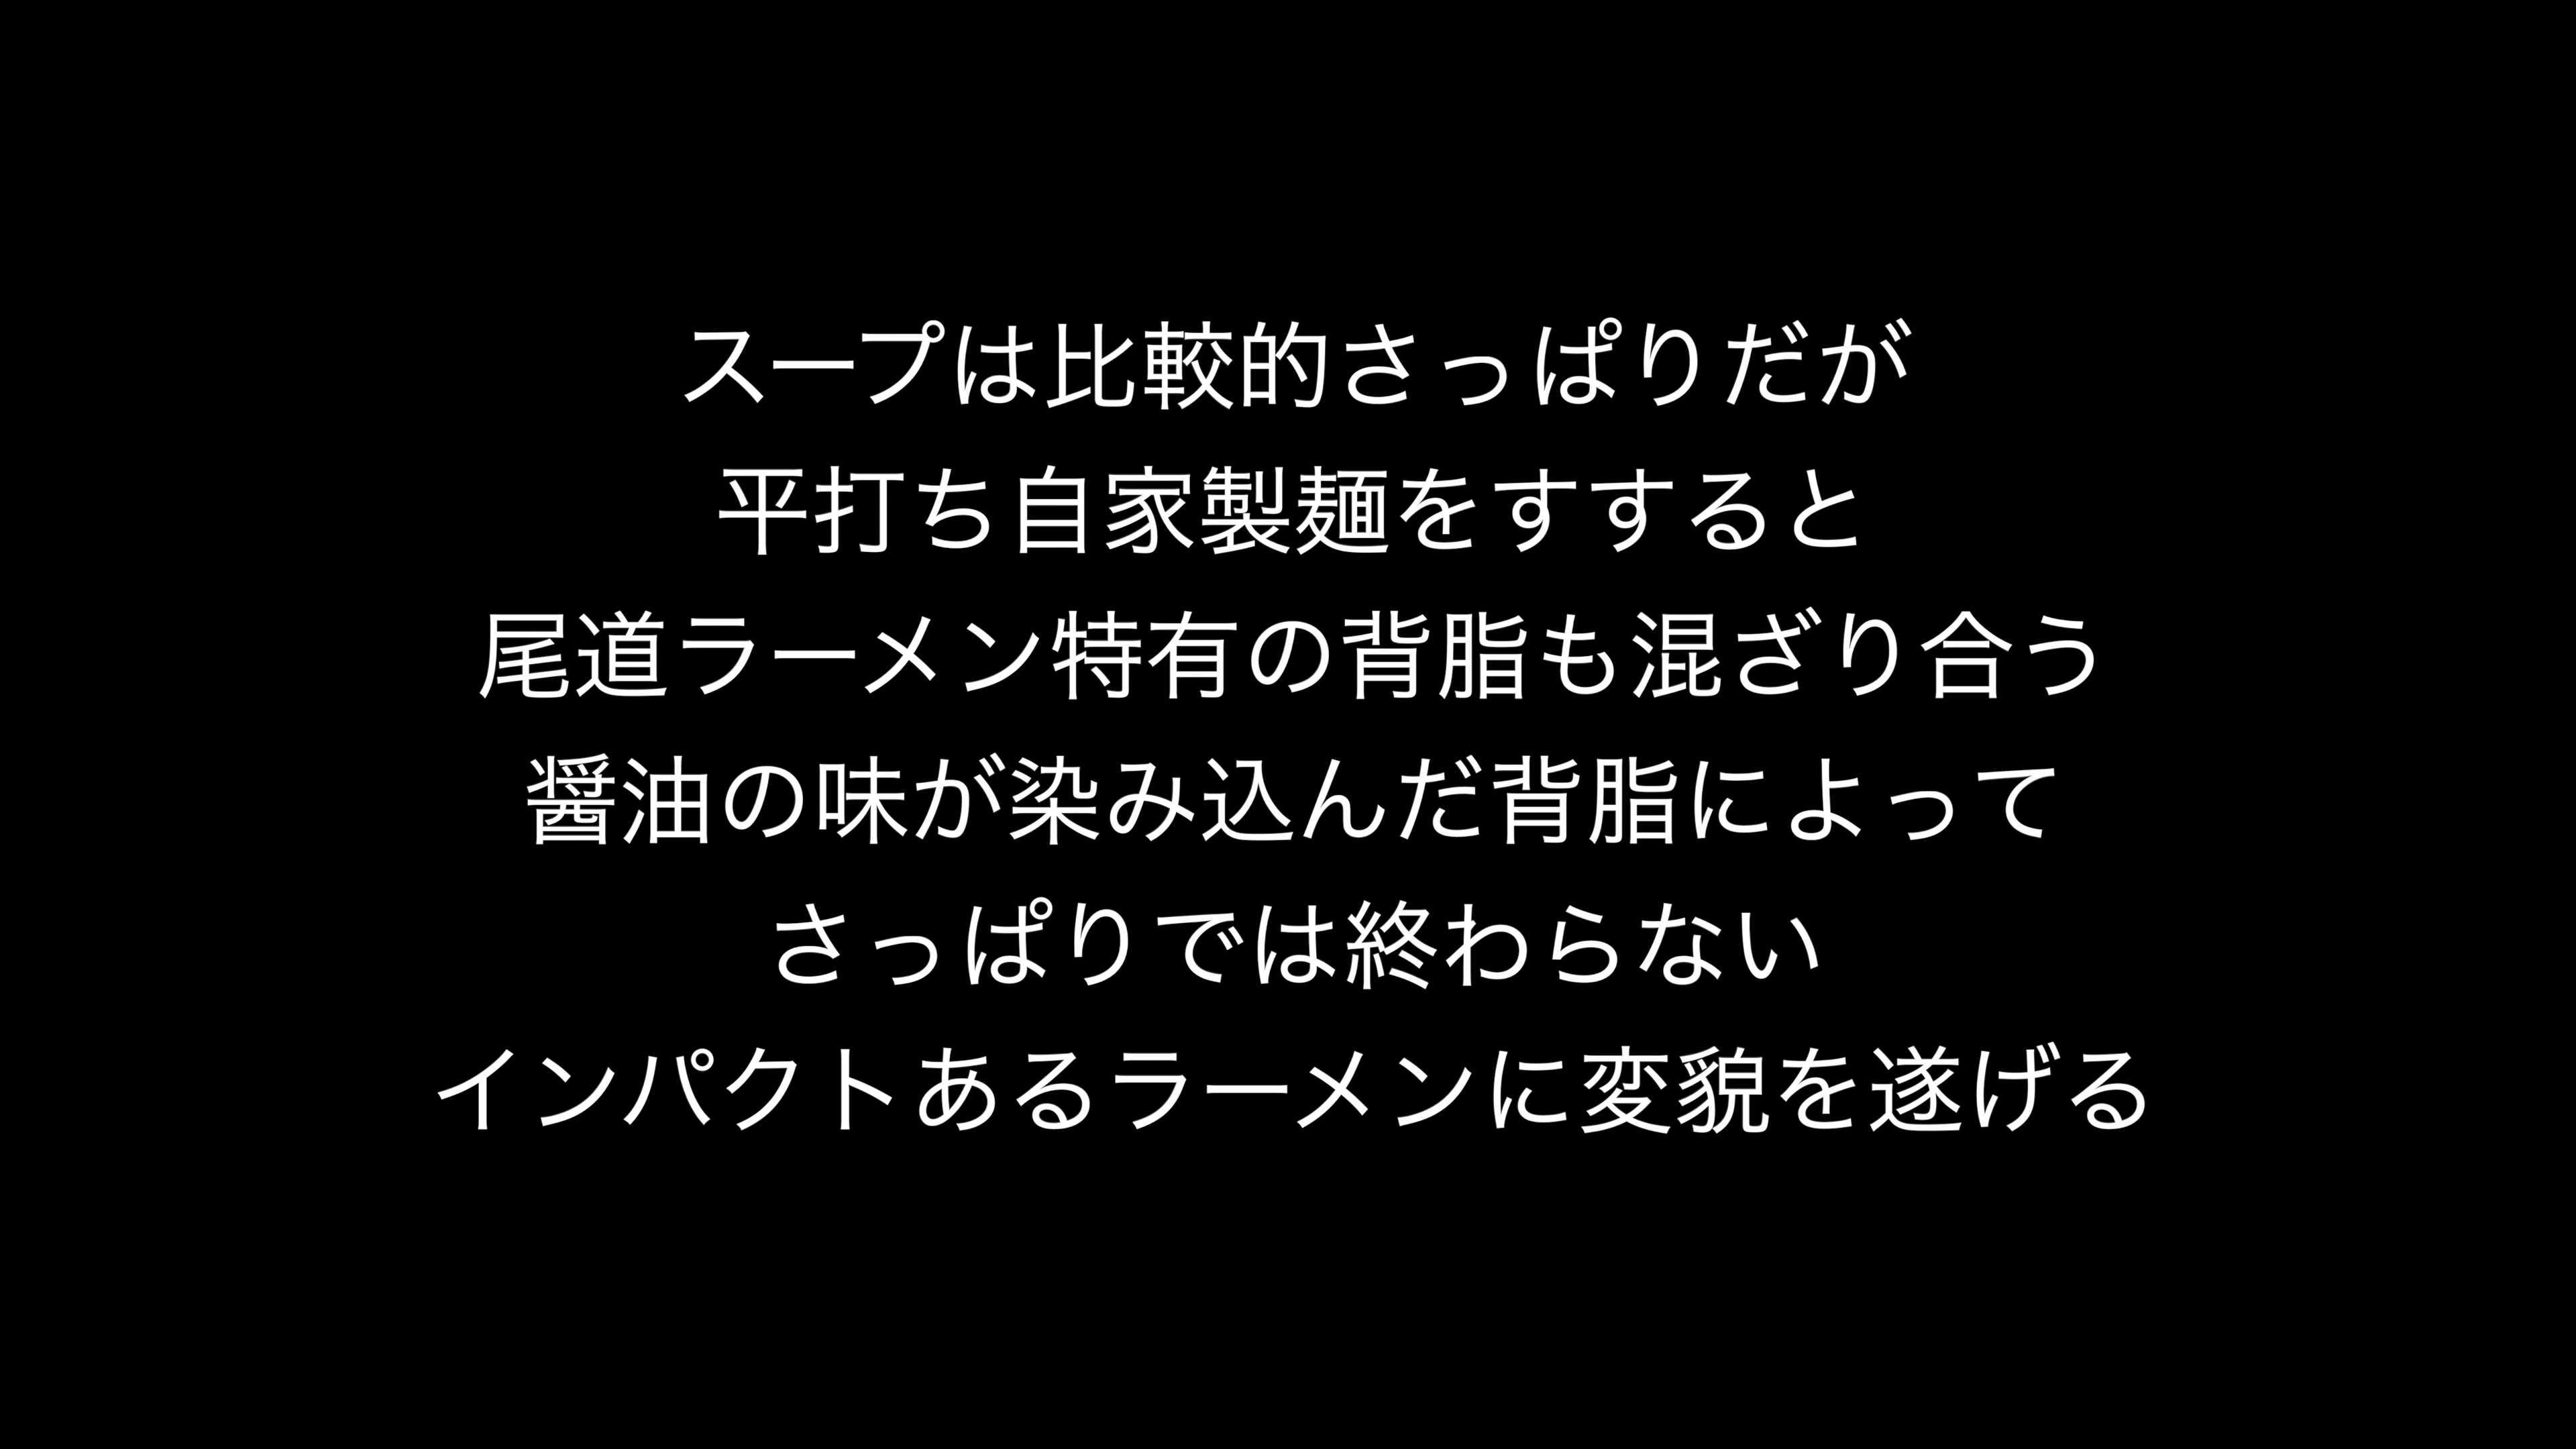 スープは比較的さっぱりだが
平打ち自家製麺をすすると
尾道ラーメン特有の背脂も混ざり合う
醤油の味が染み込んだ背脂によって
さっぱりでは終わらない
インパクトあるラーメンに変貌を遂げる